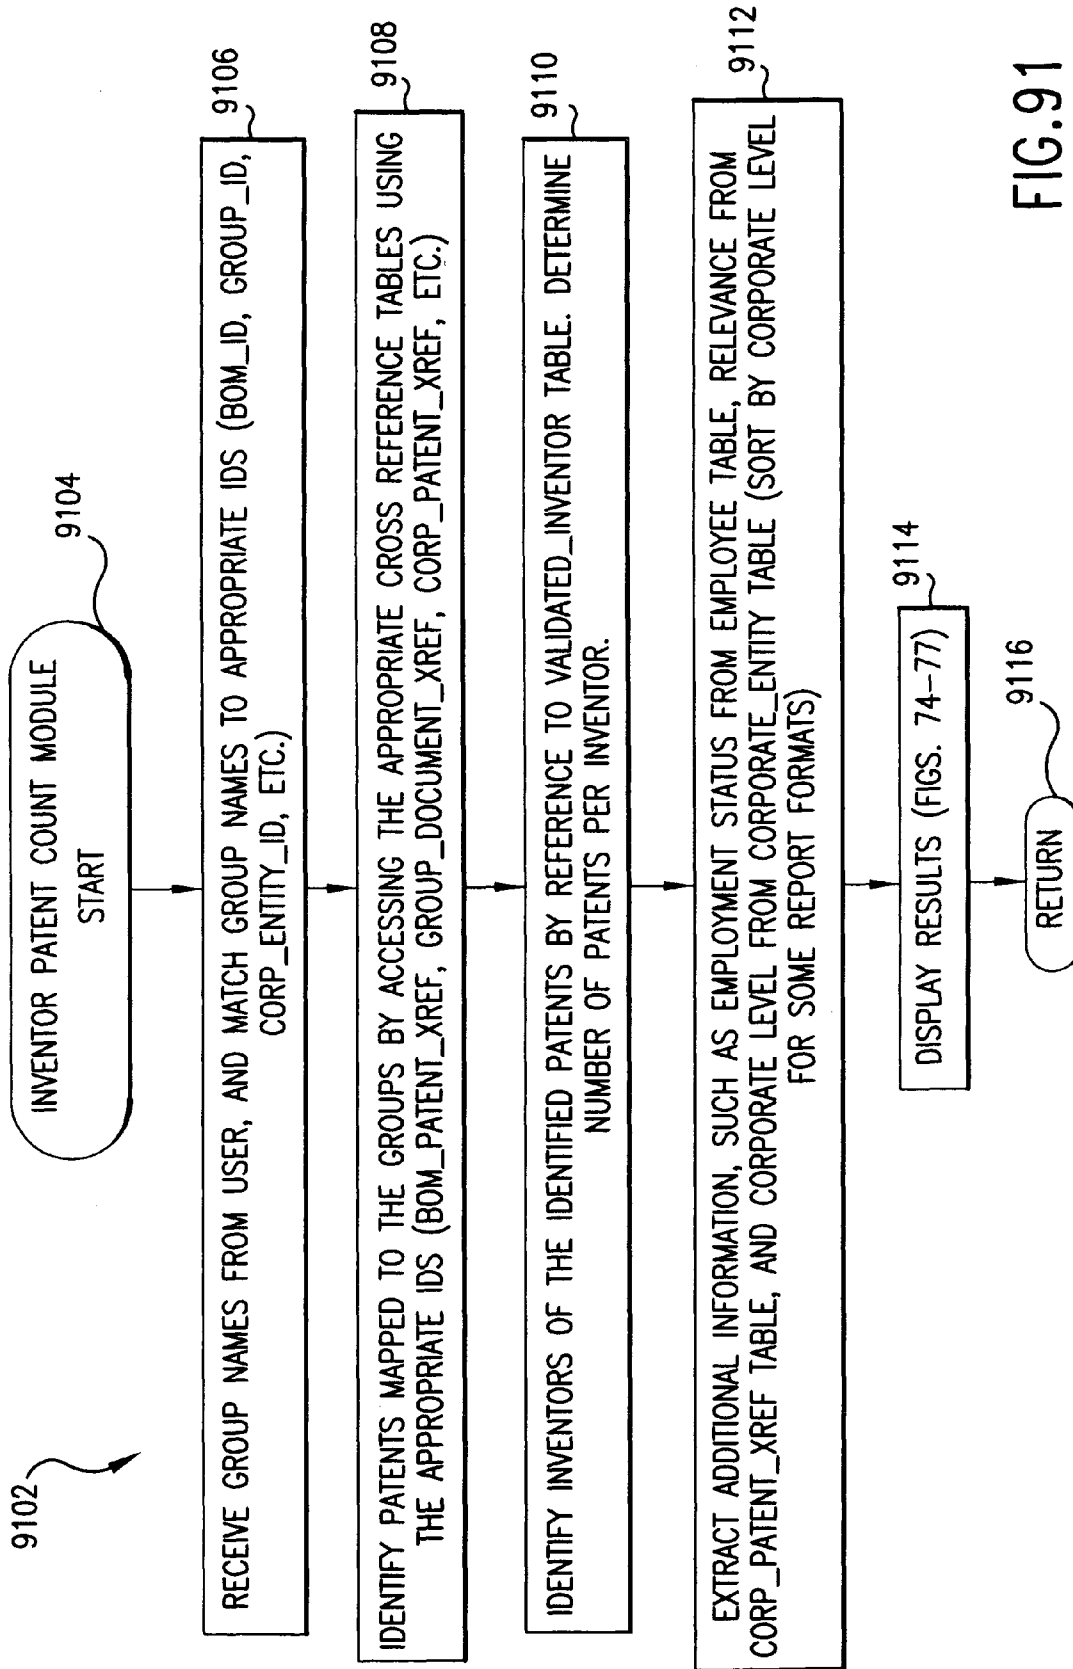 9102
INVENTOR PATENT COUNT MODULE
START
9104
RECEIVE GROUP NAMES FROM USER, AND MATCH GROUP NAMES TO APPROPRIATE IDS (BOM_ID, GROUP_ID,
CORP_ENTITY_ID, ETC.)
9106
IDENTIFY PATENTS MAPPED TO THE GROUPS BY ACCESSING THE APPROPRIATE CROSS REFERENCE TABLES USING
THE APPROPRIATE IDS (BOM_PATENT_XREF, GROUP_DOCUMENT_XREF, CORP_PATENT_XREF, ETC.)
9108
IDENTIFY INVENTORS OF THE IDENTIFIED PATENTS BY REFERENCE TO VALIDATED_INVENTOR TABLE. DETERMINE
NUMBER OF PATENTS PER INVENTOR.
9110
EXTRACT ADDITIONAL INFORMATION, SUCH AS EMPLOYMENT STATUS FROM EMPLOYEE TABLE, RELEVANCE FROM
CORP_PATENT_XREF TABLE, AND CORPORATE LEVEL FROM CORPORATE_ENTITY TABLE (SORT BY CORPORATE LEVEL
FOR SOME REPORT FORMATS)
9112
DISPLAY RESULTS (FIGS. 74-77)
9114
RETURN
9116
FIG.91